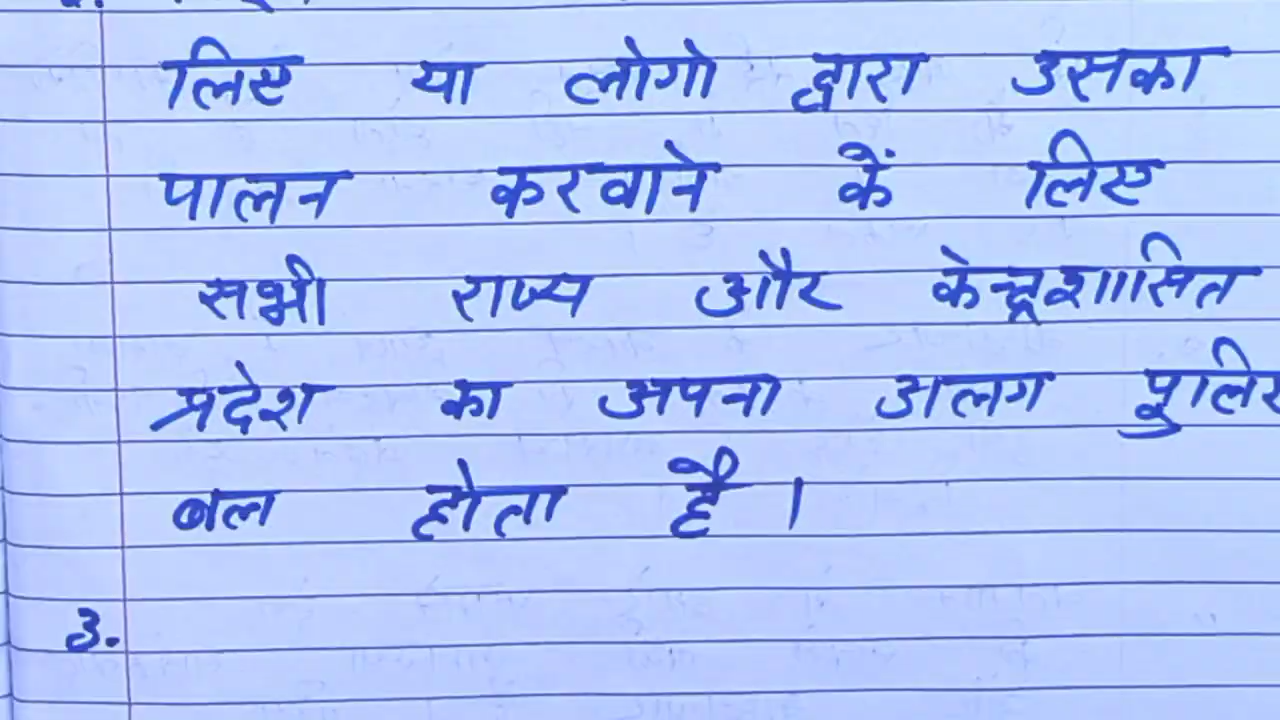 लिए या लोगो द्वारा उसका
पालन करवाने कें लिए
सभी राज्य और केन्द्रशासित
प्रदेश का अपना अलग
बल होता है।
3.